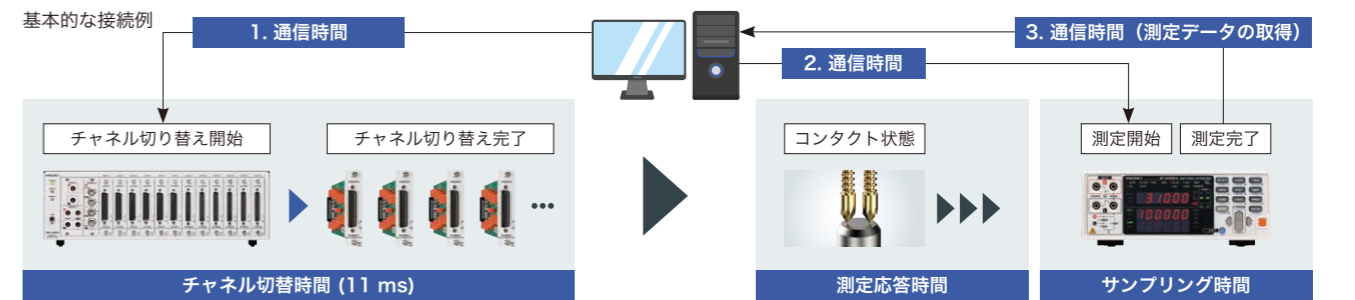 基本的な接続例
1. 通信時間
3. 通信時間（測定データの取得）
2. 通信時間
チャネル切り替え開始
チャネル切り替え完了
コンタクト状態
測定開始
測定完了
31000
100.000
チャネル切替時間 (11 ms)
測定応答時間
サンプリング時間